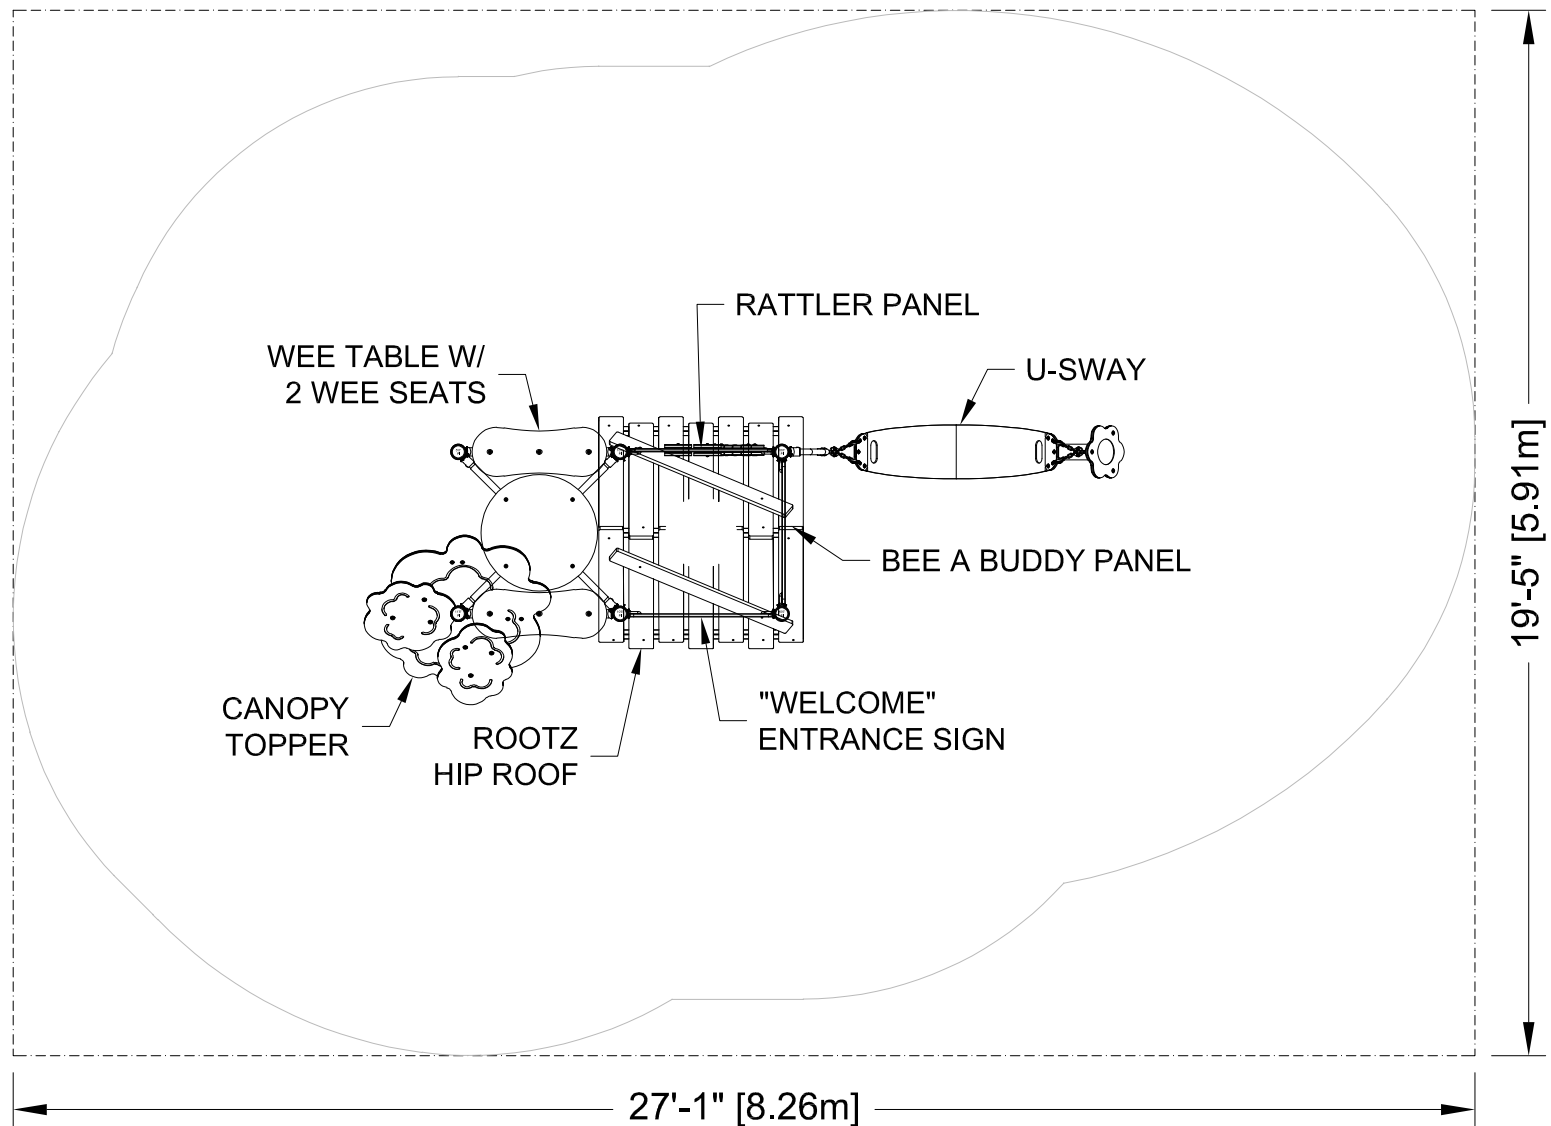 RATTLER PANEL
WEE TABLE W/
2 WEE SEATS
U-SWAY
BEE A BUDDY PANEL
CANOPY
TOPPER
ROOTZ
HIP ROOF
"WELCOME"
ENTRANCE SIGN
19'-5" [5.91m]
27'-1" [8.26m]